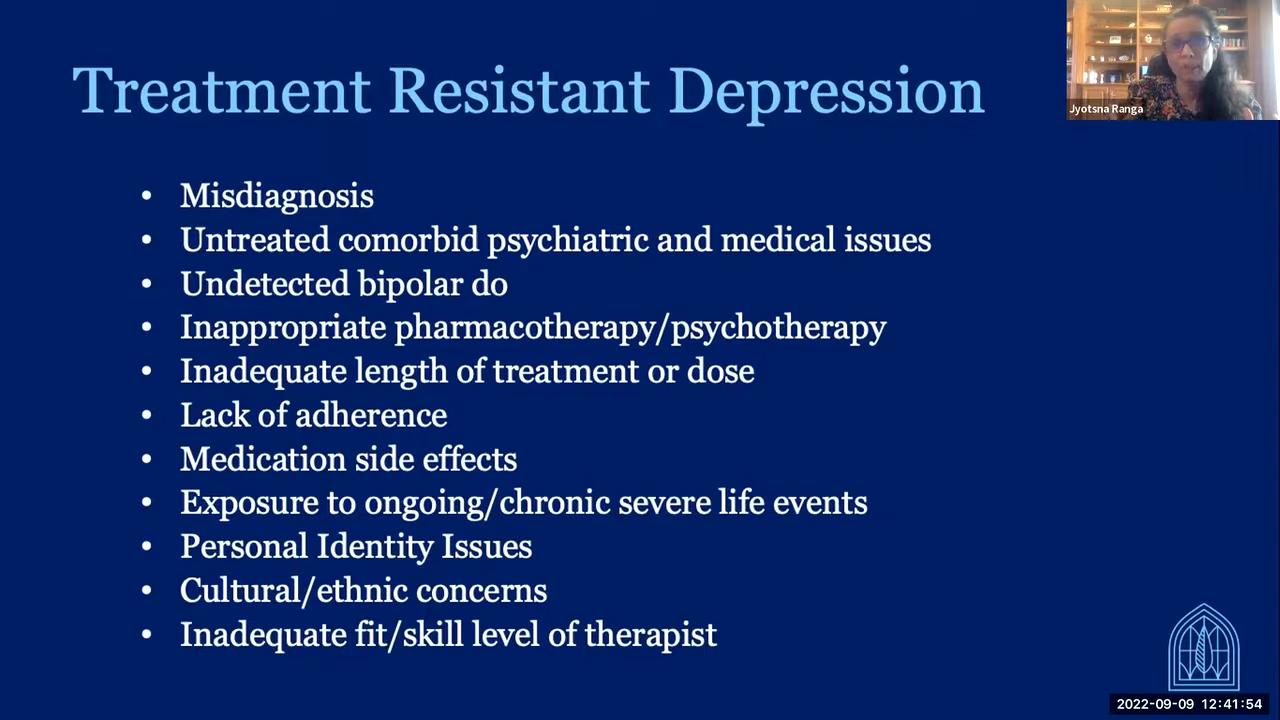 Treatment Resistant Depression
Jyotsna Ranga
• Misdiagnosis
• Untreated comorbid psychiatric and medical issues
• Undetected bipolar do
• Inappropriate pharmacotherapy/psychotherapy
• Inadequate length of treatment or dose
• Lack of adherence
• Medication side effects
• Exposure to ongoing/chronic severe life events
• Personal Identity Issues
• Cultural/ethnic concerns
• Inadequate fit/skill level of therapist
2022-09-09 12:41:54